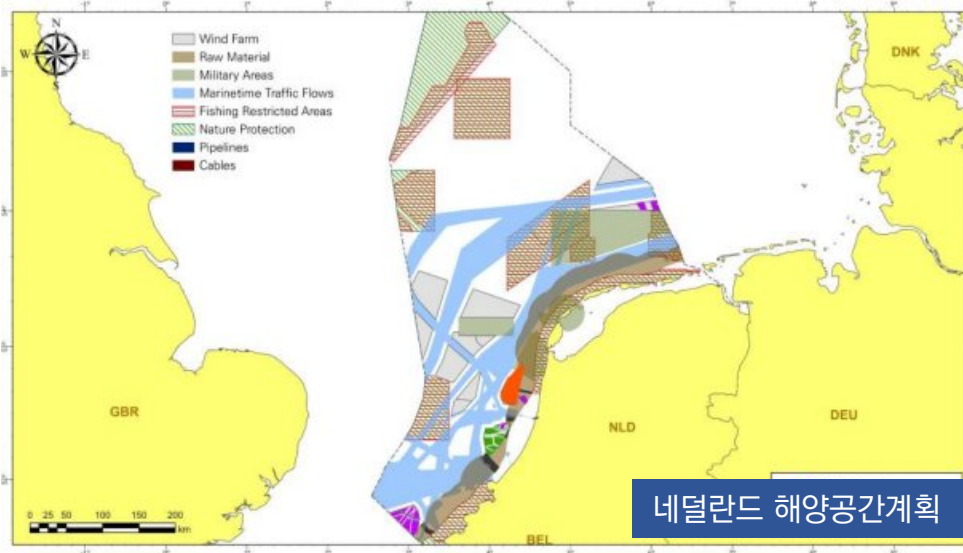 N
W
E
S
Wind Farm
Raw Material
Military Areas
Marinetime Traffic Flows
Fishing Restricted Areas
Nature Protection
Pipelines
Cables
DNK
GBR
NLD
DEU
BEL
0 25 50 100 150 200
km
네덜란드 해양공간계획